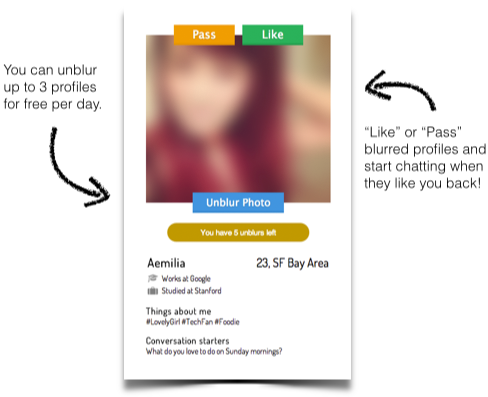 Pass
Like
You can unblur
up to 3 profiles
for free per day.
"Like" or "Pass"
blurred profiles and
start chatting when
they like you back!
Unblur Photo
You have 5 unblurs left
Aemilia
23, SF Bay Area
Works at Google
Studied at Stanford
Things about me
#LovelyGirl #TechFan #Foodie
Conversation starters
What do you love to do on Sunday mornings?